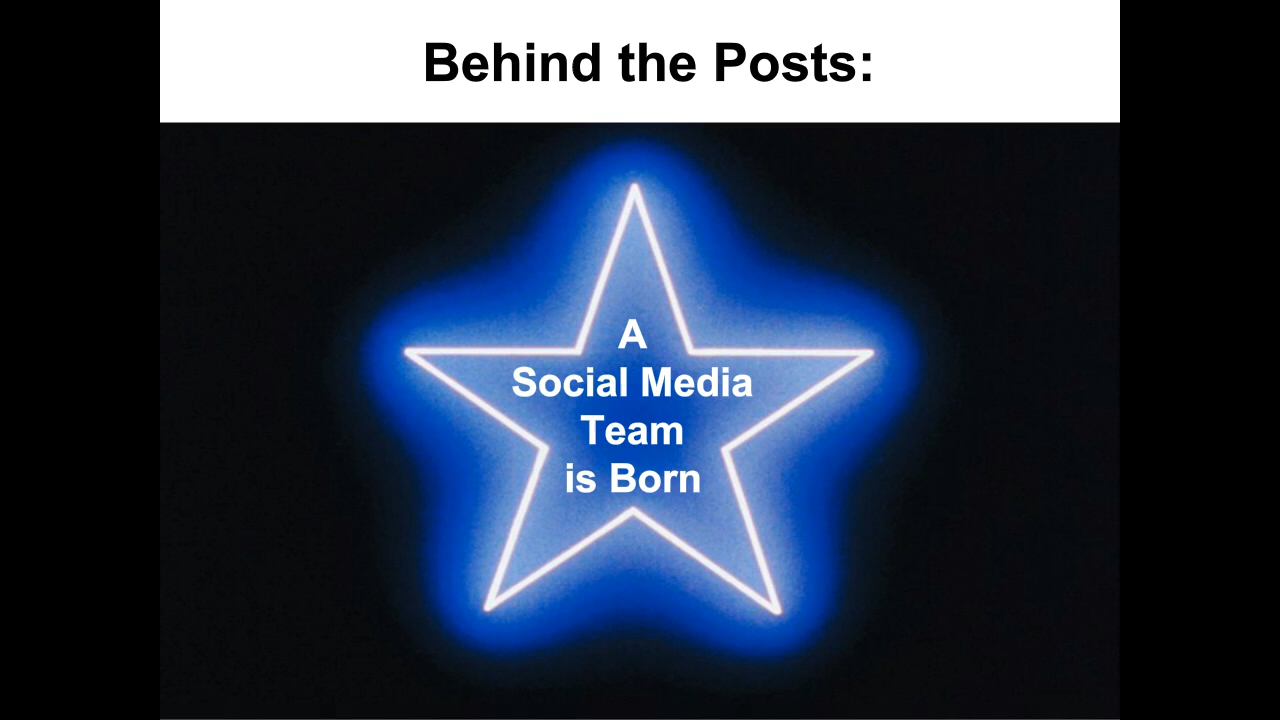 Behind the Posts:
A
Social Media
Team
is Born